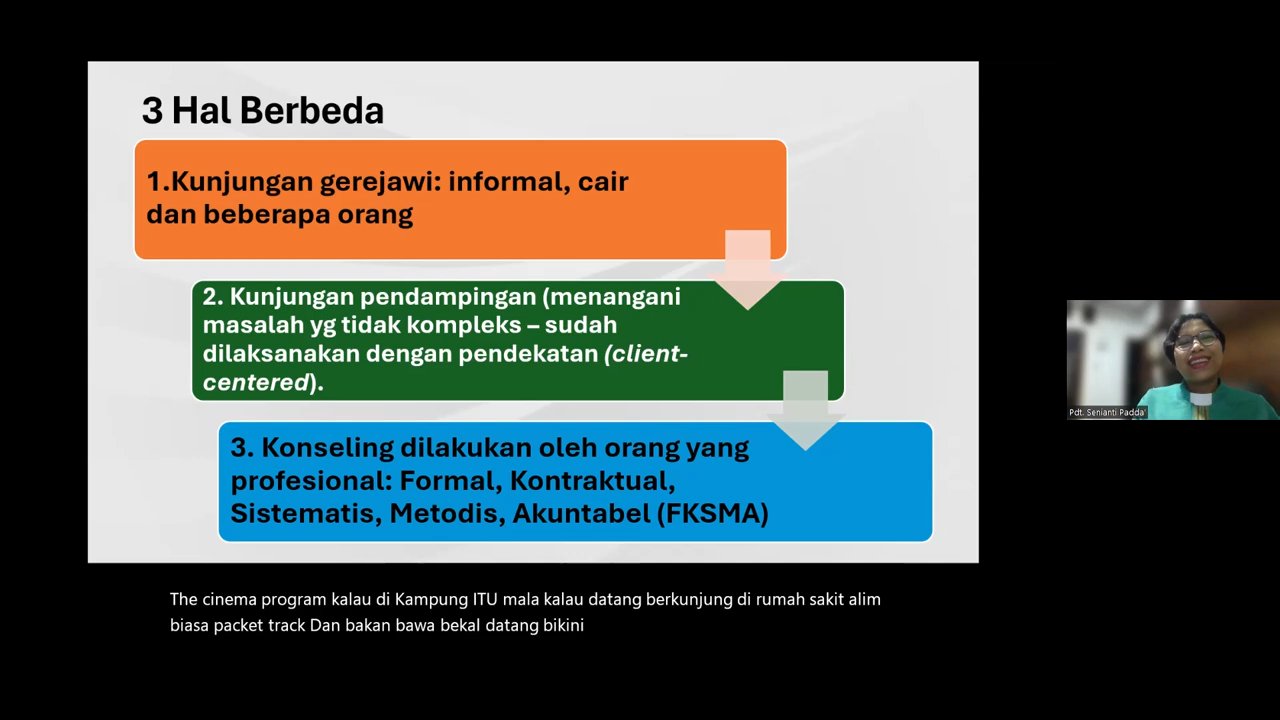 3 Hal Berbeda
1.Kunjungan gerejawi: informal, cair
dan beberapa orang
2. Kunjungan pendampingan (menangani
masalah yg tidak kompleks – sudah
dilaksanakan dengan pendekatan (client-
centered).
3. Konseling dilakukan oleh orang yang
profesional: Formal, Kontraktual,
Sistematis, Metodis, Akuntabel (FKSMA)
Pdt. Senianti Padda'
The cinema program kalau di Kampung ITU mala kalau datang berkunjung di rumah sakit alim
biasa packet track Dan bakan bawa bekal datang bikini